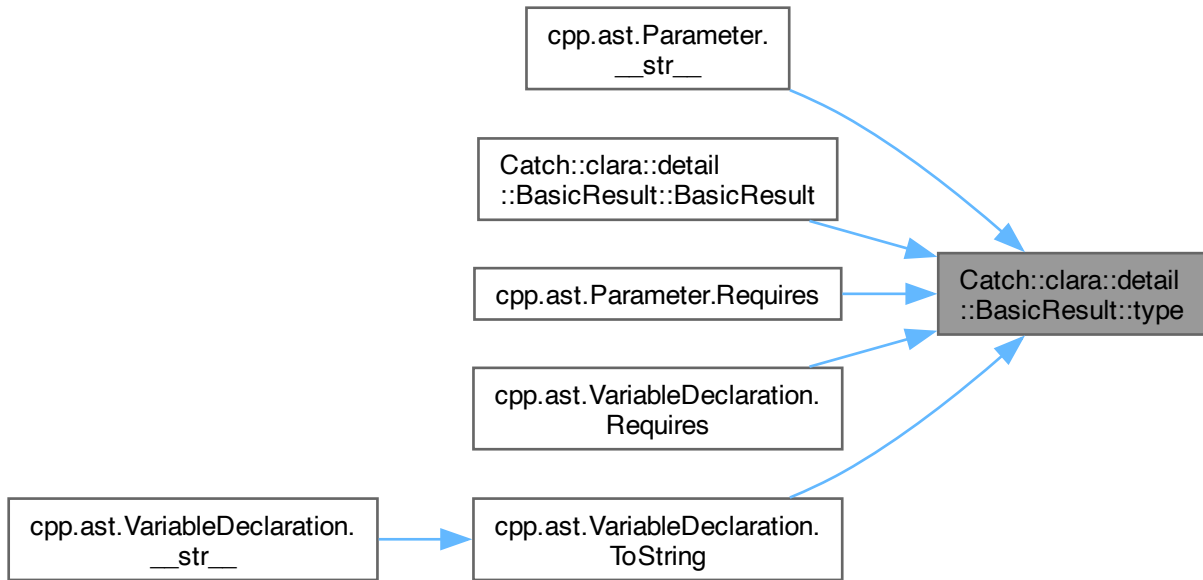 cpp.ast.Parameter.
__str__
Catch::clara::detail
::BasicResult::BasicResult
cpp.ast.Parameter.Requires
Catch::clara::detail
::BasicResult::type
cpp.ast.VariableDeclaration.
Requires
cpp.ast.VariableDeclaration.
__str__
cpp.ast.VariableDeclaration.
ToString